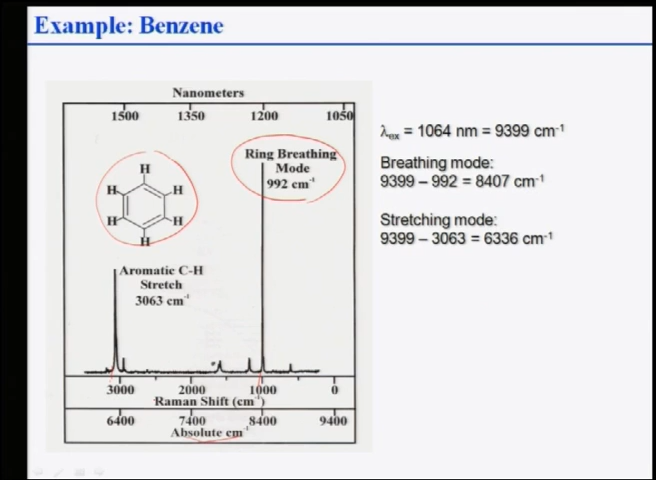 Example: Benzene
Nanometers
1500 1350 1200 1050
λex = 1064 nm = 9399 cm-1
Ring Breathing
Mode
992 cm-1
Breathing mode:
9399 – 992 = 8407 cm-1
H
H H
H H
H
Stretching mode:
9399 – 3063 = 6336 cm-1
Aromatic C-H
Stretch
3063 cm-1
3000 2000 1000 0
Raman Shift (cm-1)
6400 7400 8400 9400
Absolute cm-1